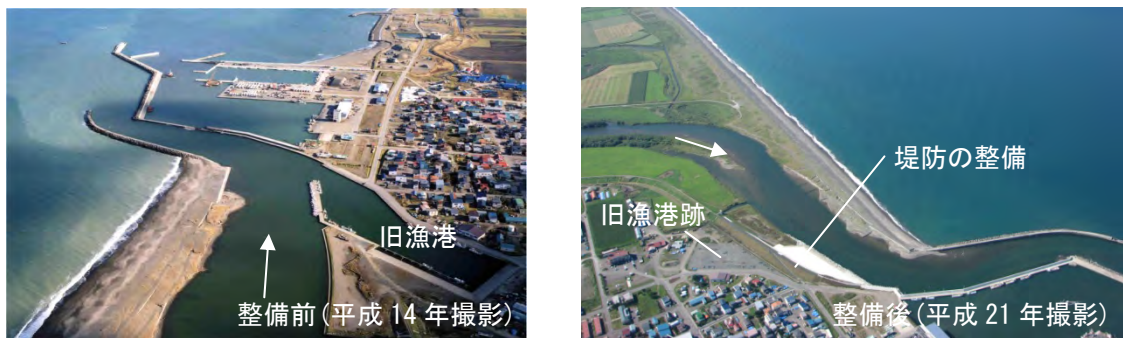 旧漁港
整備前(平成 14 年撮影)
堤防の整備
旧漁港跡
整備後(平成 21 年撮影)